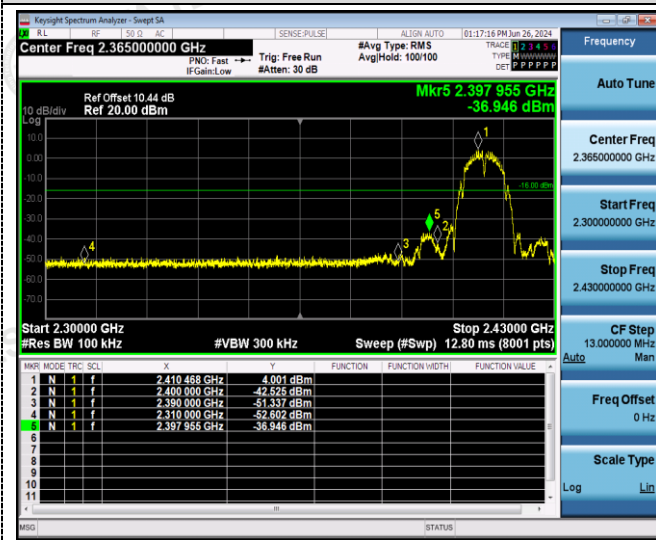 Keysight Spectrum Analyzer - Swept SA
RL RF 50 Ω AC SENSE:PULSE ALIGN AUTO 01:17:16 PM Jun 26, 2024
Center Freq 2.365000000 GHz
PNO: Fast
IFGain:Low
Trig: Free Run
#Atten: 30 dB
#Avg Type: RMS
Avg|Hold: 100/100
TRACE 1 2 3 4 5 6
TYPE M WWWWW
DET P P P P P P
Ref Offset 10.44 dB
Ref 20.00 dBm
Mkr5 2.397 955 GHz
-36.946 dBm
10 dB/div
Log
10.0
0.00
-10.0
-20.0
-30.0
-40.0
-50.0
-60.0
-70.0
-16.00 dBm
1
5
2
3
4
Start 2.30000 GHz Stop 2.43000 GHz
#Res BW 100 kHz #VBW 300 kHz Sweep (#Swp) 12.80 ms (8001 pts)
MKR MODE TRC SCL X Y FUNCTION FUNCTION WIDTH FUNCTION VALUE
1 N 1 f 2.410 468 GHz 4.001 dBm
2 N 1 f 2.400 000 GHz -42.525 dBm
3 N 1 f 2.390 000 GHz -51.337 dBm
4 N 1 f 2.310 000 GHz -52.602 dBm
5 N 1 f 2.397 955 GHz -36.946 dBm
6
7
8
9
10
11
MSG STATUS
Frequency
Auto Tune
Center Freq
2.365000000 GHz
Start Freq
2.300000000 GHz
Stop Freq
2.430000000 GHz
CF Step
13.000000 MHz
Auto Man
Freq Offset
0 Hz
Scale Type
Log Lin